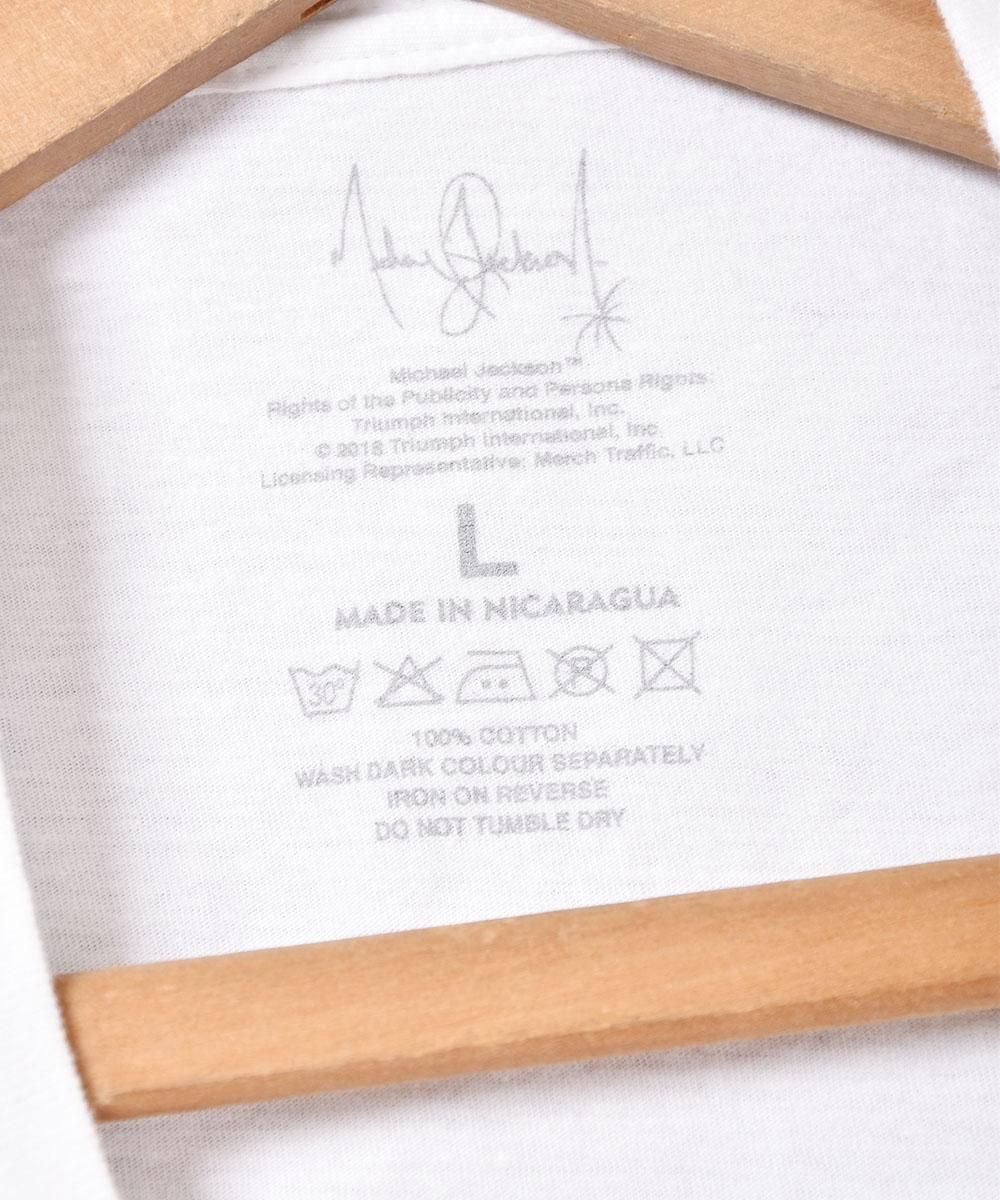 Michael Jackson
Michael Jackson™
Rights of the Publicity and Persona Rights:
Triumph International, Inc.
© 2018 Triumph International, Inc.
Licensing Representative: Merch Traffic, LLC
L
MADE IN NICARAGUA
30° P
100% COTTON
WASH DARK COLOUR SEPARATELY
IRON ON REVERSE
DO NOT TUMBLE DRY